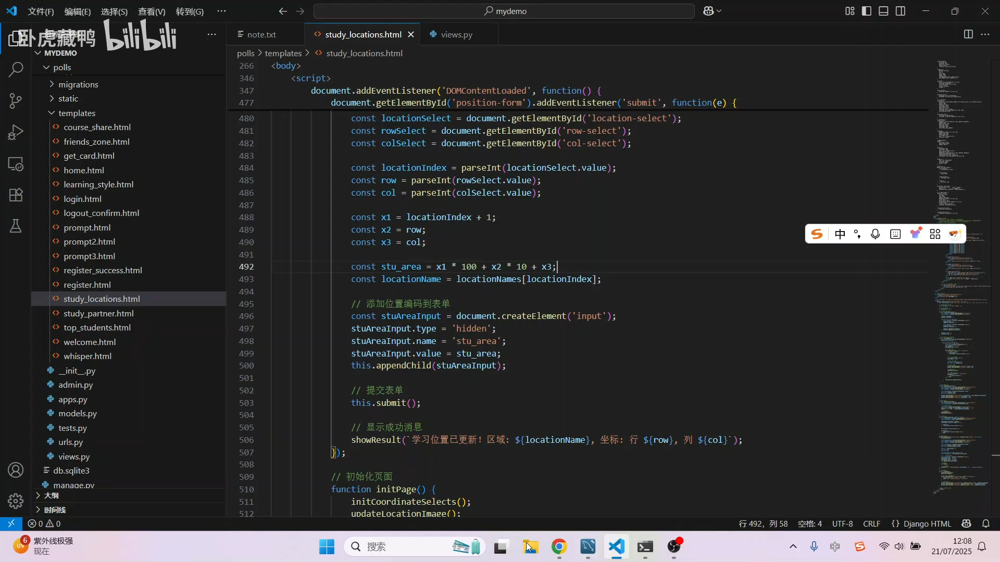 文件(F) 编辑(E) 选择(S) 查看(V) 转到(G) ···
mydemo
卧虎藏鸭 bilibili
MYDEMO
polls
migrations
static
templates
course_share.html
friends_zone.html
get_card.html
home.html
learning_style.html
login.html
logout_confirm.html
prompt.html
prompt2.html
prompt3.html
register_success.html
register.html
study_locations.html
study_partner.html
top_students.html
welcome.html
whisper.html
__init__.py
admin.py
apps.py
models.py
tests.py
urls.py
views.py
db.sqlite3
manage.py
大纲
时间线
note.txt study_locations.html views.py
polls > templates > study_locations.html
266 <body>
346 <script>
347 document.addEventListener('DOMContentLoaded', function() {
477 document.getElementById('position-form').addEventListener('submit', function(e) {
480 const locationSelect = document.getElementById('location-select');
481 const rowSelect = document.getElementById('row-select');
482 const colSelect = document.getElementById('col-select');
483
484 const locationIndex = parseInt(locationSelect.value);
485 const row = parseInt(rowSelect.value);
486 const col = parseInt(colSelect.value);
487
488 const x1 = locationIndex + 1;
489 const x2 = row;
490 const x3 = col;
491
492 const stu_area = x1 * 100 + x2 * 10 + x3;
493 const locationName = locationNames[locationIndex];
494
495 // 添加位置编码到表单
496 const stuAreaInput = document.createElement('input');
497 stuAreaInput.type = 'hidden';
498 stuAreaInput.name = 'stu_area';
499 stuAreaInput.value = stu_area;
500 this.appendChild(stuAreaInput);
501
502 // 提交表单
503 this.submit();
504
505 // 显示成功消息
506 showResult(`学习位置已更新！区域: ${locationName}, 坐标: 行 ${row}, 列 ${col}`);
507 });
508
509 // 初始化页面
510 function initPage() {
511 initCoordinateSelects();
512 updateLocationImage();
中
0 0
行 492，列 58 空格: 4 UTF-8 CRLF {} Django HTML
6 UV
紫外线极强
现在
搜索
中
12:08
21/07/2025